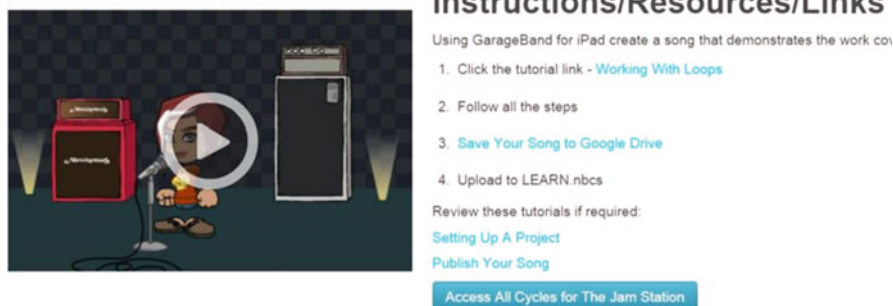 Instructions/Resources/Links
Using GarageBand for iPad create a song that demonstrates the work
1. Click the tutorial link - Working With Loops
2. Follow all the steps
3. Save Your Song to Google Drive
4. Upload to LEARN.nbcs
Review these tutorials if required:
Setting Up A Project
Publish Your Song
Access All Cycles for The Jam Station